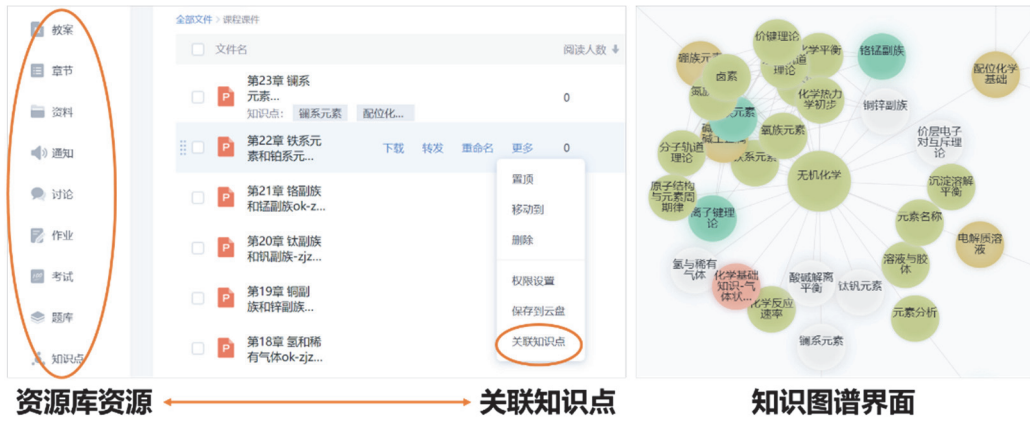 教案
章节
资料
通知
讨论
作业
考试
题库
知识点
全部文件 > 课程课件
文件名
阅读人数
第23章 镧系
元素...
知识点: 镧系元素 配位化...
0
第22章 铁系元
素和铂系元...
下载 转发 重命名 更多 0
第21章 铬副族
和锰副族ok-z...
第20章 钛副族
和钒副族-zjz...
第19章 铜副
族和锌副族...
第18章 氢和稀
有气体ok-zjz...
置顶
移动到
删除
权限设置
保存到云盘
关联知识点
价键理论
化学平衡
铬锰副族
硼族元
卤素
理论
配位化学
基础
化学热力
学初步
铜锌副族
元素
氧族元素
价层电子
对互斥理
论
分子轨道
理论
铁系元素
无机化学
沉淀溶解
平衡
原子结构
与元素周
期律
离子键理
论
元素名称
电解质溶
液
氢与稀有
气体
化学基础
知识-气
体状...
酸碱解离
平衡
钛钒元素
溶液与胶
体
化学反应
速率
元素分析
镧系元素
资源库资源
关联知识点
知识图谱界面